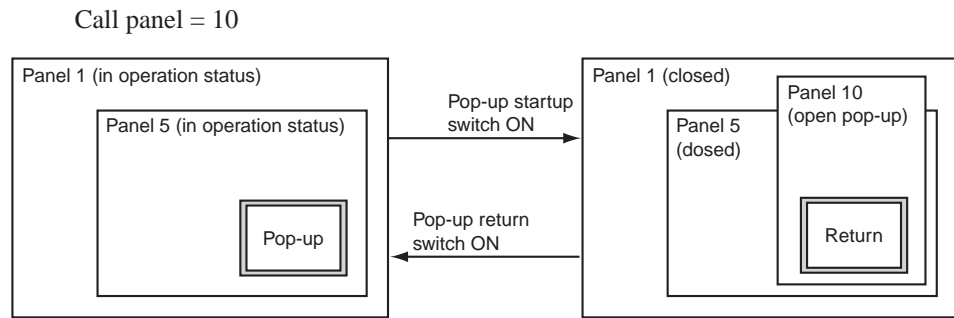 Call panel = 10
Panel 1 (in operation status)
Panel 5 (in operation status)
Pop-up
Pop-up startup
switch ON
Pop-up return
switch ON
Panel 1 (closed)
Panel 10
(open pop-up)
Panel 5
(dosed)
Return